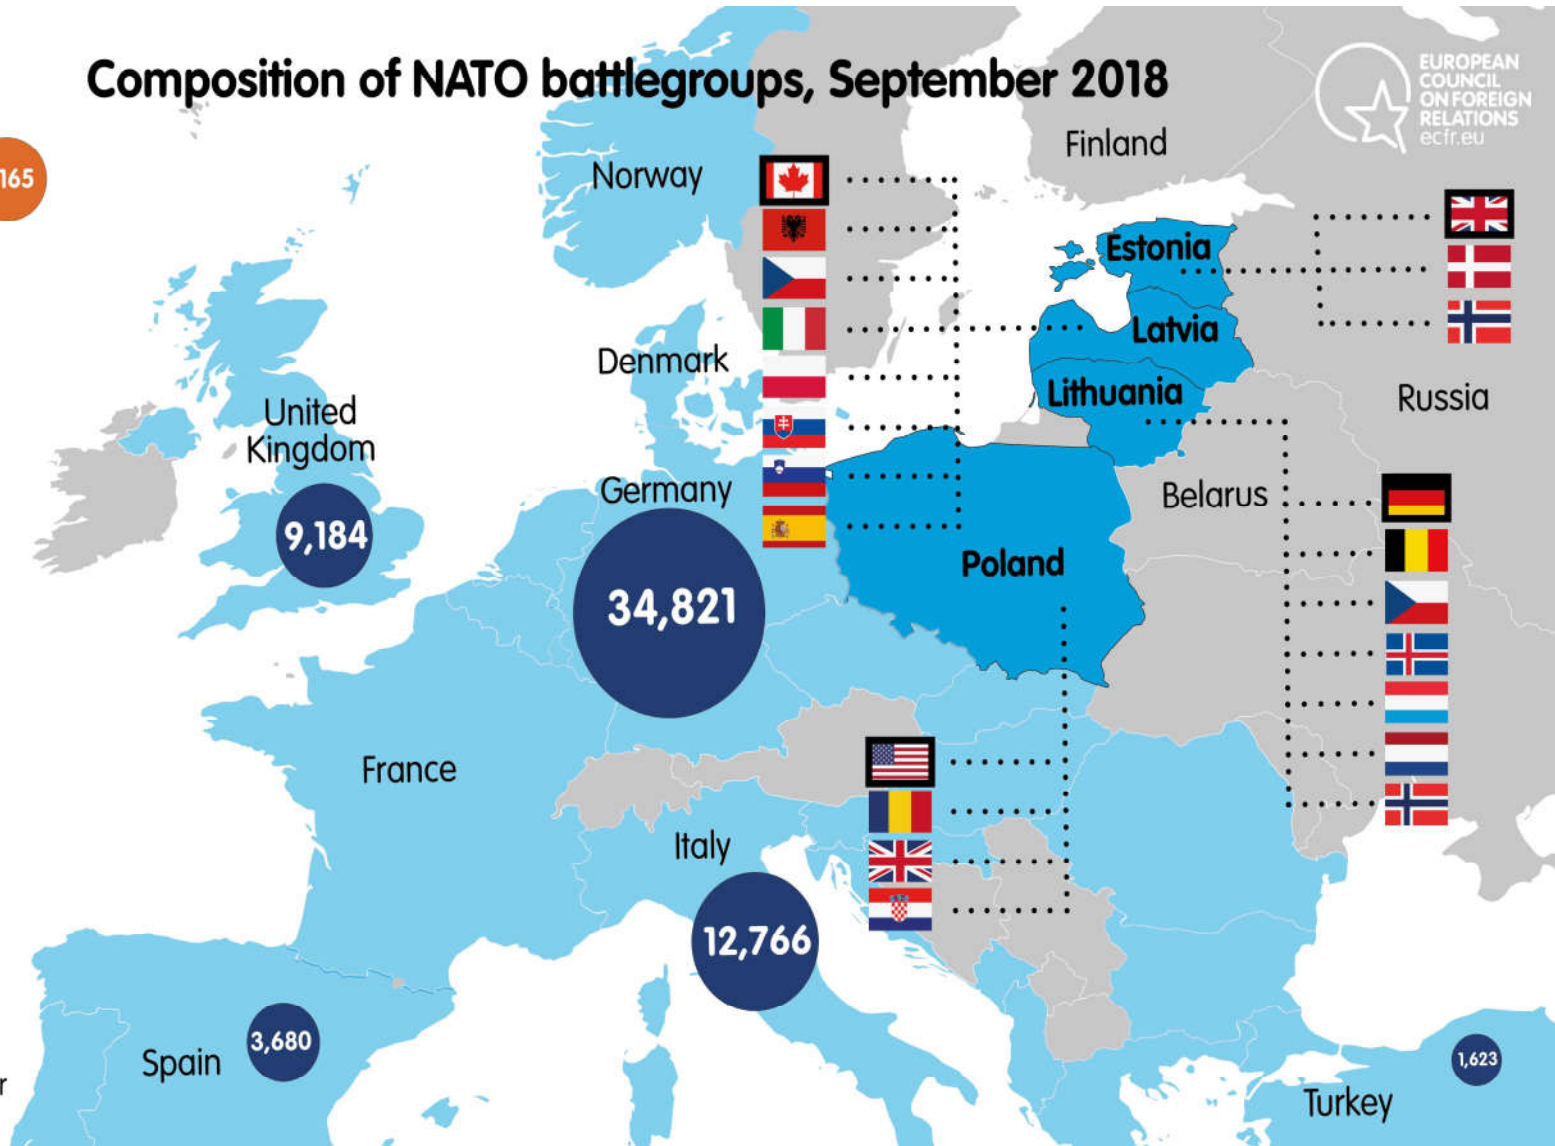 Composition of NATO battlegroups, September 2018
EUROPEAN
COUNCIL
ON FOREIGN
RELATIONS
ecfr.eu
Finland
165
Norway
Estonia
Latvia
Denmark
Lithuania
Russia
United
Kingdom
Germany
Belarus
9,184
Poland
34,821
France
Italy
12,766
3,680
Spain
1,623
r
Turkey